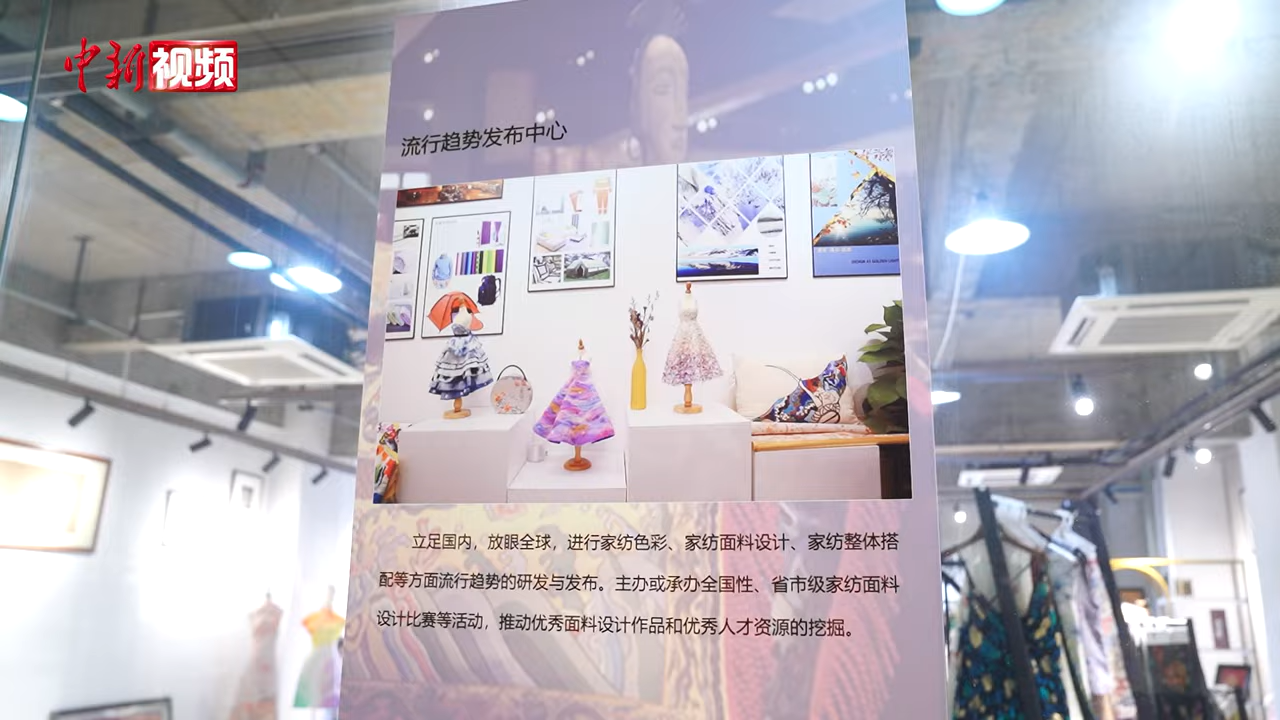 中新视频
流行趋势发布中心
立足国内，放眼全球，进行家纺色彩、家纺面料设计、家纺整体搭
配等方面流行趋势的研发与发布。主办或承办全国性、省市级家纺面料
设计比赛等活动，推动优秀面料设计作品和优秀人才资源的挖掘。